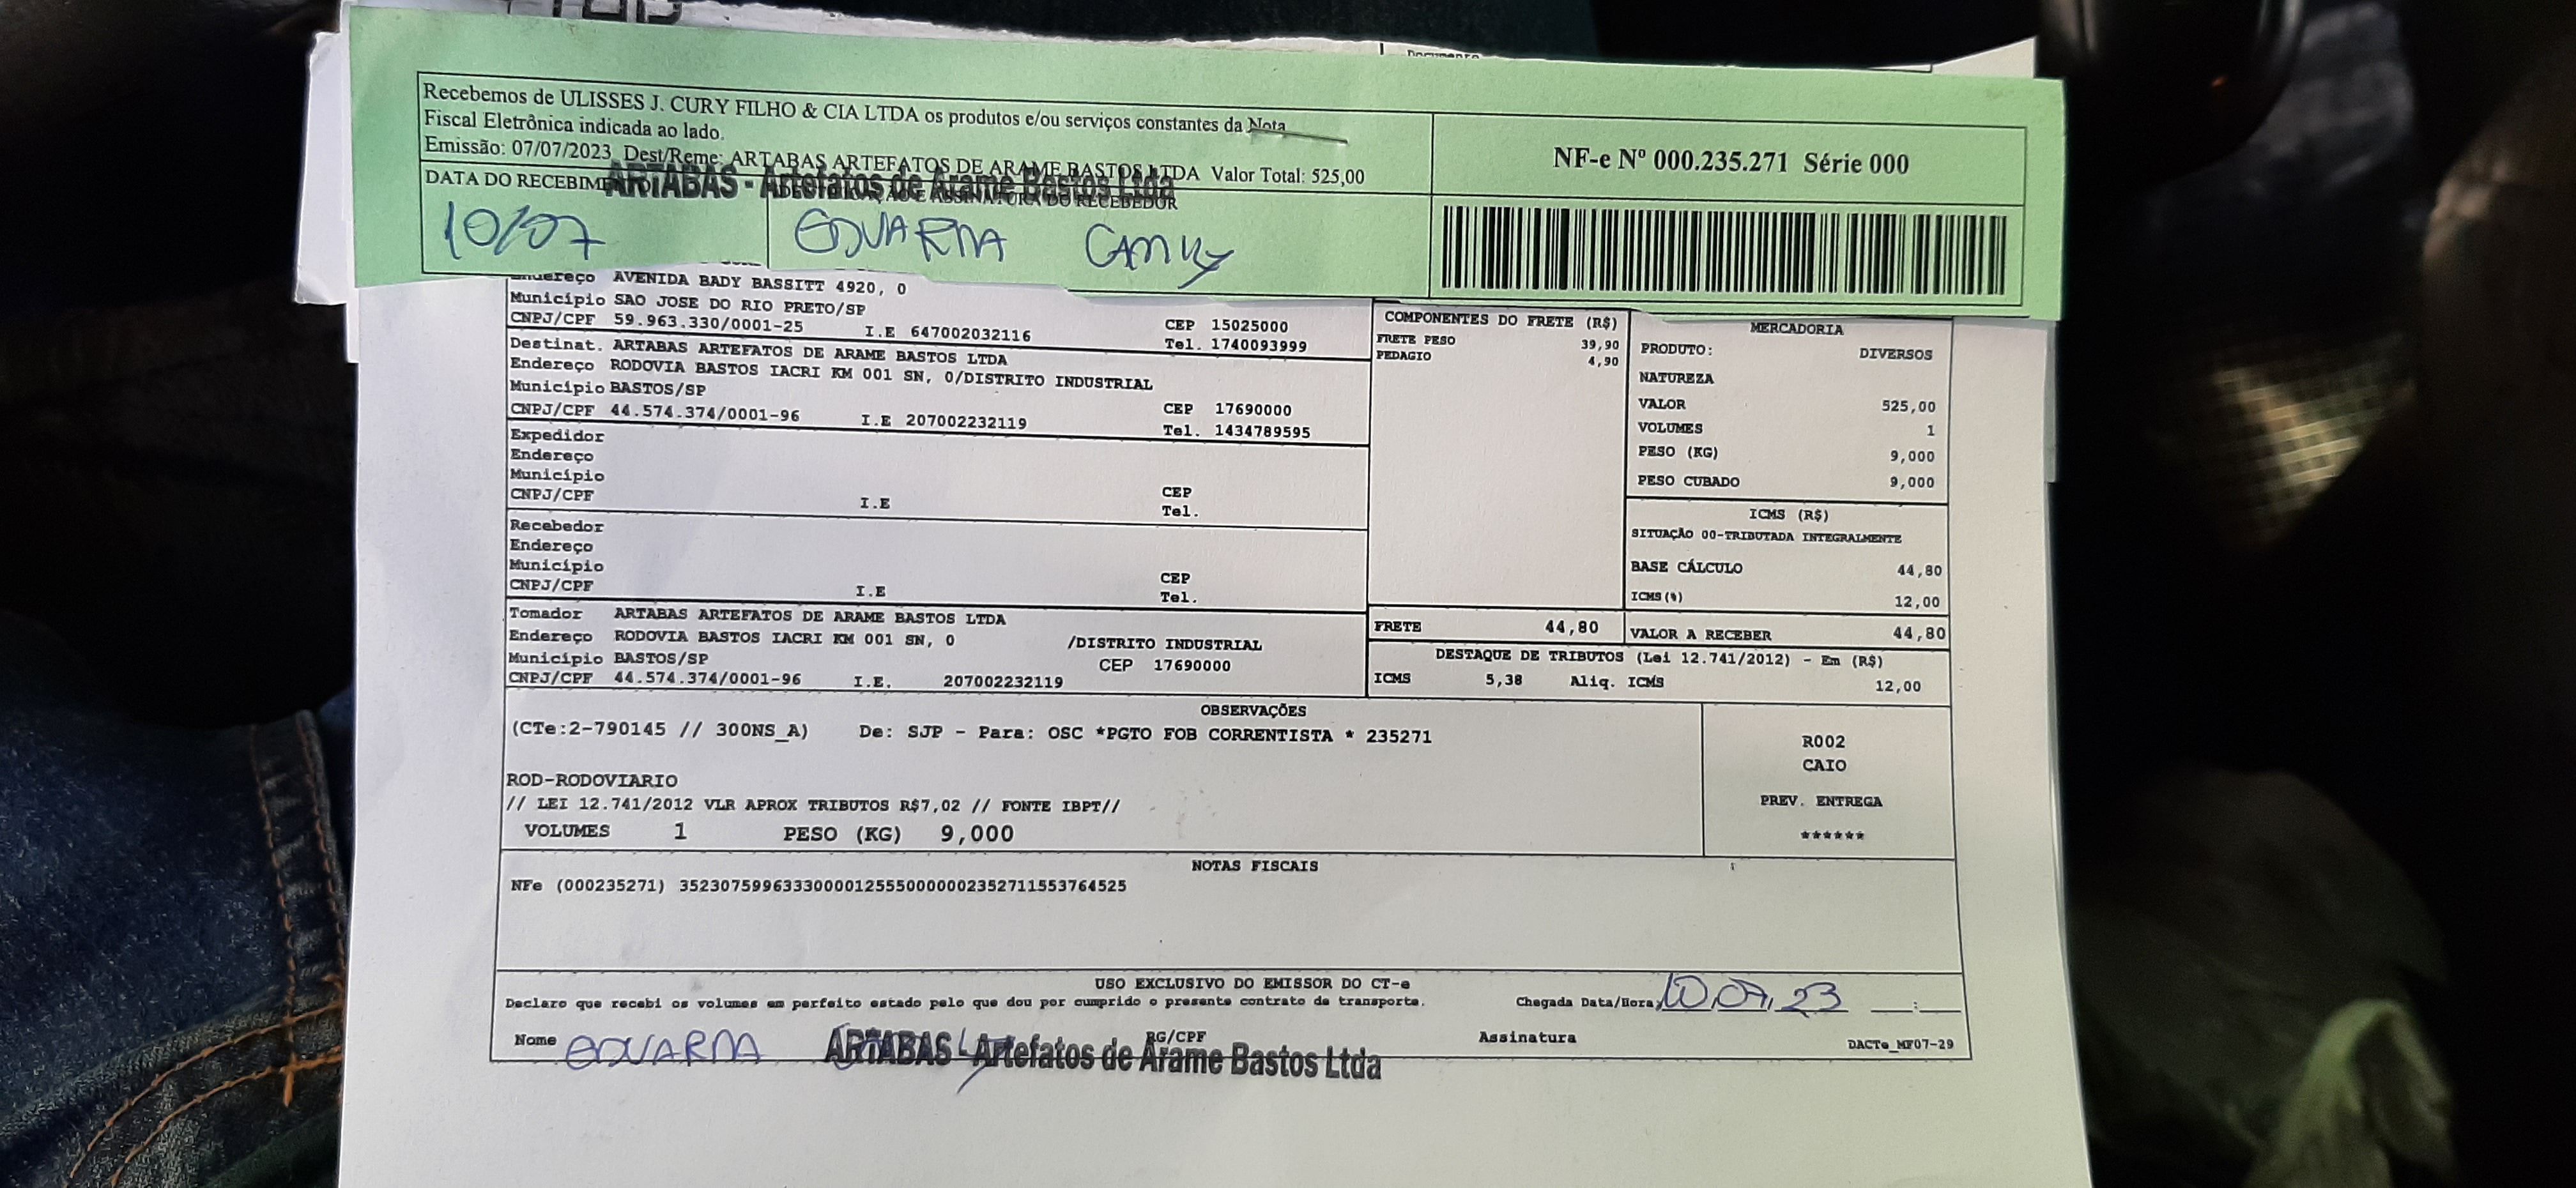 Recebemos de ULISSES J. CURY FILHO & CIA LTDA os produtos e/ou serviços constantes da Nota
Fiscal Eletrônica indicada ao lado.
Emissão: 07/07/2023 Dest/Reme: ARTABAS ARTEFATOS DE ARAME BASTOS LTDA Valor Total: 525,00
NF-e Nº 000.235.271 Série 000
ARTABAS - Artefatos de Arame Bastos Ltda
DATA DO RECEBIM
ASSINATURA DO RECEBEDOR
10/07 EDUARDA
Endereço AVENIDA BADY BASSITT 4920, 0
Município SAO JOSE DO RIO PRETO/SP
CNPJ/CPF 59.963.330/0001-25 I.E 647002032116 CEP 15025000
Tel. 1740093999
Destinat. ARTABAS ARTEFATOS DE ARAME BASTOS LTDA
Endereço RODOVIA BASTOS IACRI KM 001 SN, 0/DISTRITO INDUSTRIAL
Município BASTOS/SP
CNPJ/CPF 44.574.374/0001-96 I.E 207002232119 CEP 17690000
Tel. 1434789595
Expedidor
Endereço
Município
CNPJ/CPF I.E CEP
Tel.
Recebedor
Endereço
Município
CNPJ/CPF I.E CEP
Tel.
Tomador ARTABAS ARTEFATOS DE ARAME BASTOS LTDA
Endereço RODOVIA BASTOS IACRI KM 001 SN, 0 /DISTRITO INDUSTRIAL
Município BASTOS/SP CEP 17690000
CNPJ/CPF 44.574.374/0001-96 I.E. 207002232119
COMPONENTES DO FRETE (R$)
FRETE PESO 39,90
PEDAGIO 4,90
FRETE 44,80
MERCADORIA
PRODUTO: DIVERSOS
NATUREZA
VALOR 525,00
VOLUMES 1
PESO (KG) 9,000
PESO CUBADO 9,000
ICMS (R$)
SITUAÇÃO 00-TRIBUTADA INTEGRALMENTE
BASE CÁLCULO 44,80
ICMS(%) 12,00
VALOR A RECEBER 44,80
DESTAQUE DE TRIBUTOS (Lei 12.741/2012) - Em (R$)
ICMS 5,38 Aliq. ICMS 12,00
OBSERVAÇÕES
(CTe:2-790145 // 300NS_A) De: SJP - Para: OSC *PGTO FOB CORRENTISTA * 235271
ROD-RODOVIARIO
// LEI 12.741/2012 VLR APROX TRIBUTOS R$7,02 // FONTE IBPT//
VOLUMES 1 PESO (KG) 9,000
R002
CAIO
PREV. ENTREGA
******
NOTAS FISCAIS
NFe (000235271) 35230759963330000125550000002352711553764525
USO EXCLUSIVO DO EMISSOR DO CT-e
Declaro que recebi os volumes em perfeito estado pelo que dou por cumprido o presente contrato de transporte. Chegada Data/Hora: 10,07,23 __:__
Nome EDUARDA RG/CPF Assinatura DACTe_MF07-29
ARTABAS - Artefatos de Arame Bastos Ltda